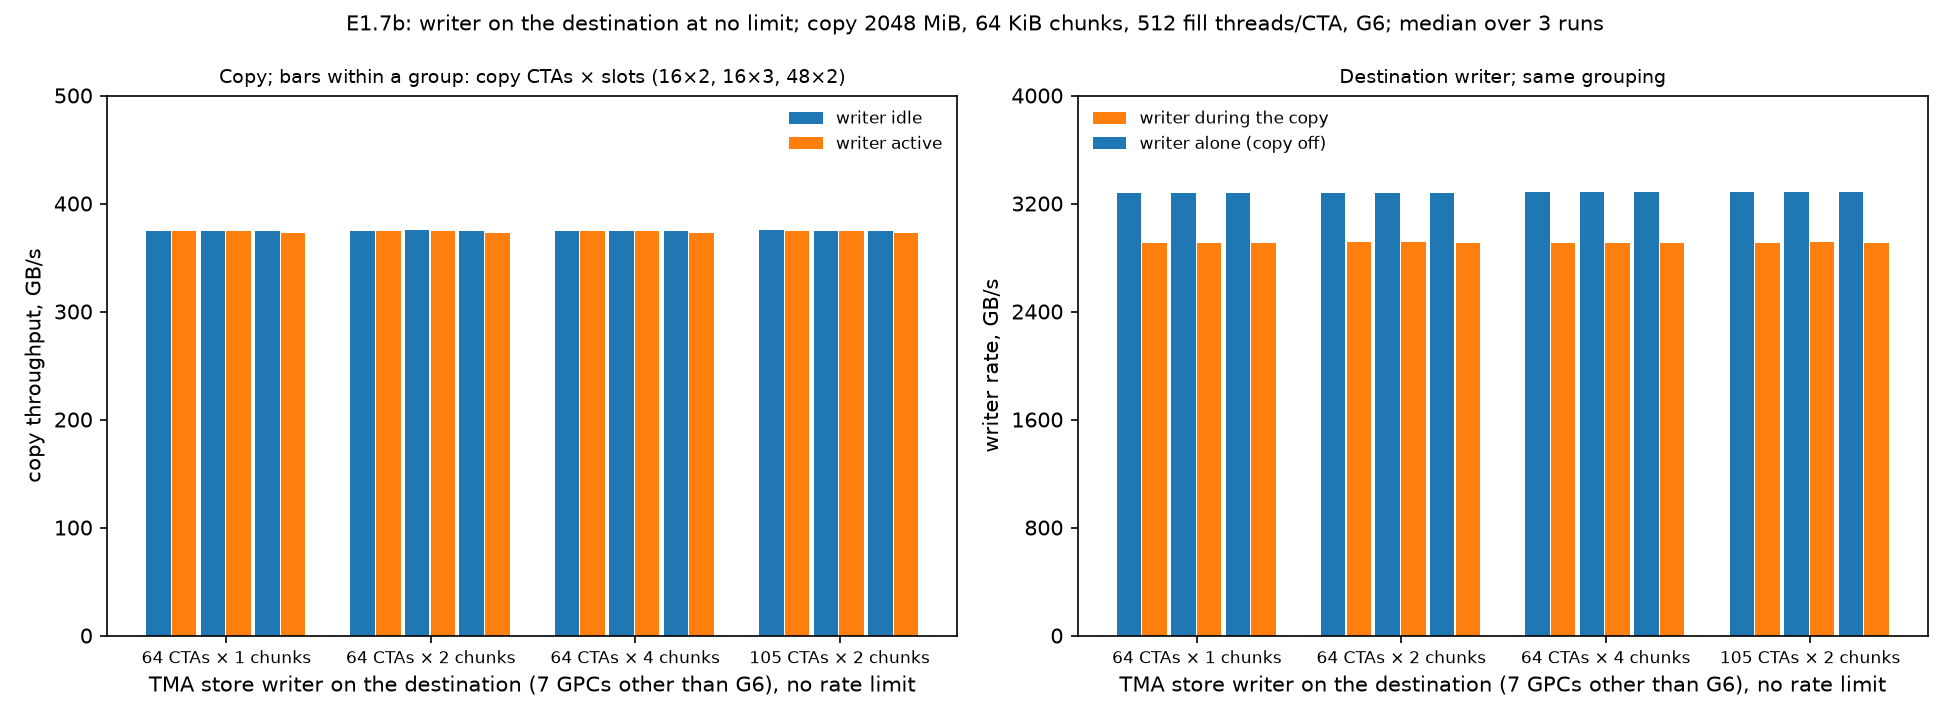 E1.7b: writer on the destination at no limit; copy 2048 MiB, 64 KiB chunks, 512 fill threads/CTA, G6; median over 3 runs
Copy; bars within a group: copy CTAs × slots (16×2, 16×3, 48×2)
writer idle
writer active
500
400
300
200
100
0
copy throughput, GB/s
64 CTAs × 1 chunks
64 CTAs × 2 chunks
64 CTAs × 4 chunks
105 CTAs × 2 chunks
TMA store writer on the destination (7 GPCs other than G6), no rate limit
Destination writer; same grouping
writer during the copy
writer alone (copy off)
4000
3200
2400
1600
800
0
writer rate, GB/s
64 CTAs × 1 chunks
64 CTAs × 2 chunks
64 CTAs × 4 chunks
105 CTAs × 2 chunks
TMA store writer on the destination (7 GPCs other than G6), no rate limit